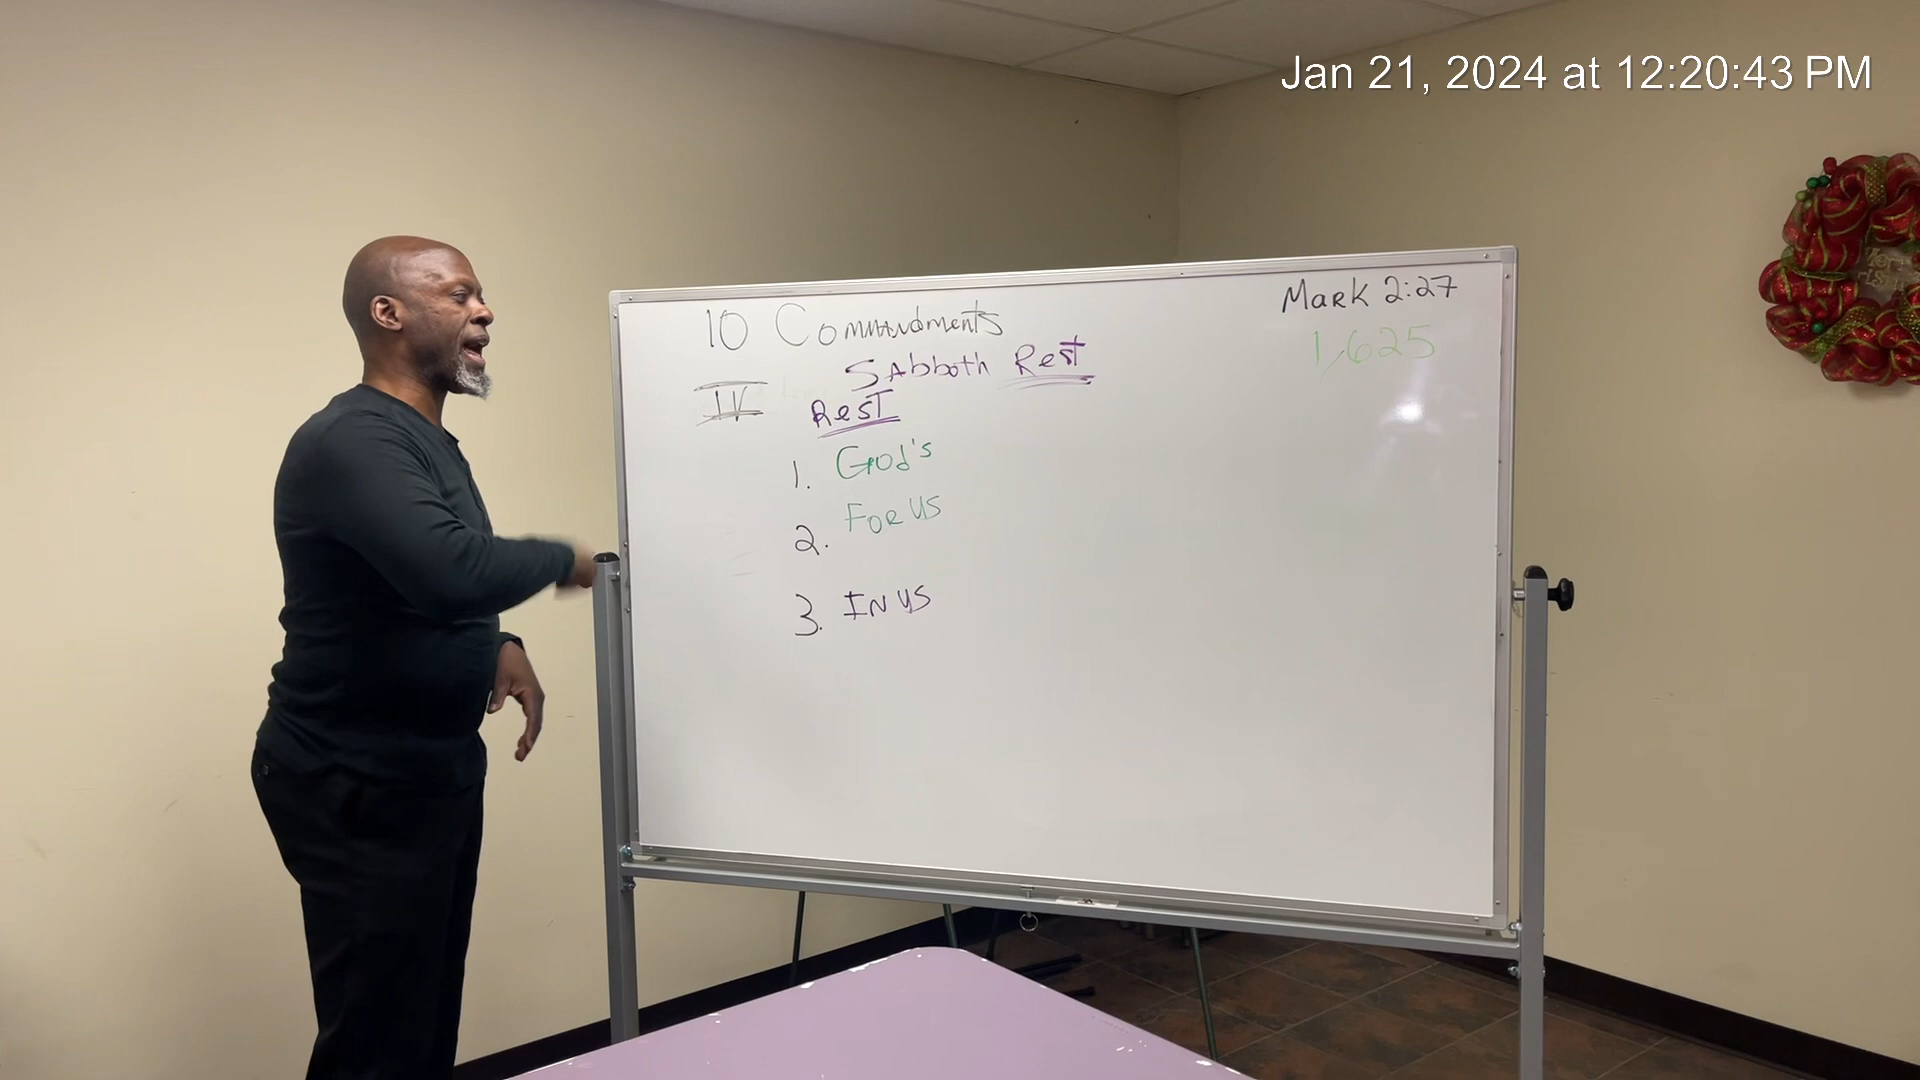 Jan 21, 2024 at 12:20:43 PM
10 Commandments
Mark 2:27
Sabboth Rest
1,625
IV
Rest
1. God's
2. For us
3. In us